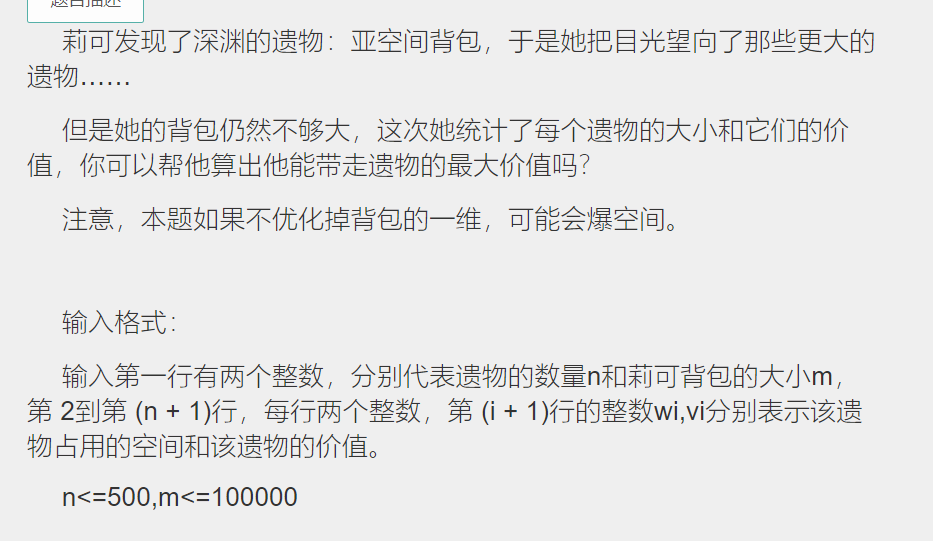 题目描述
莉可发现了深渊的遗物：亚空间背包，于是她把目光望向了那些更大的
遗物……
但是她的背包仍然不够大，这次她统计了每个遗物的大小和它们的价
值，你可以帮他算出他能带走遗物的最大价值吗？
注意，本题如果不优化掉背包的一维，可能会爆空间。
输入格式：
输入第一行有两个整数，分别代表遗物的数量n和莉可背包的大小m，
第 2到第 (n + 1)行，每行两个整数，第 (i + 1)行的整数wi,vi分别表示该遗
物占用的空间和该遗物的价值。
n<=500,m<=100000